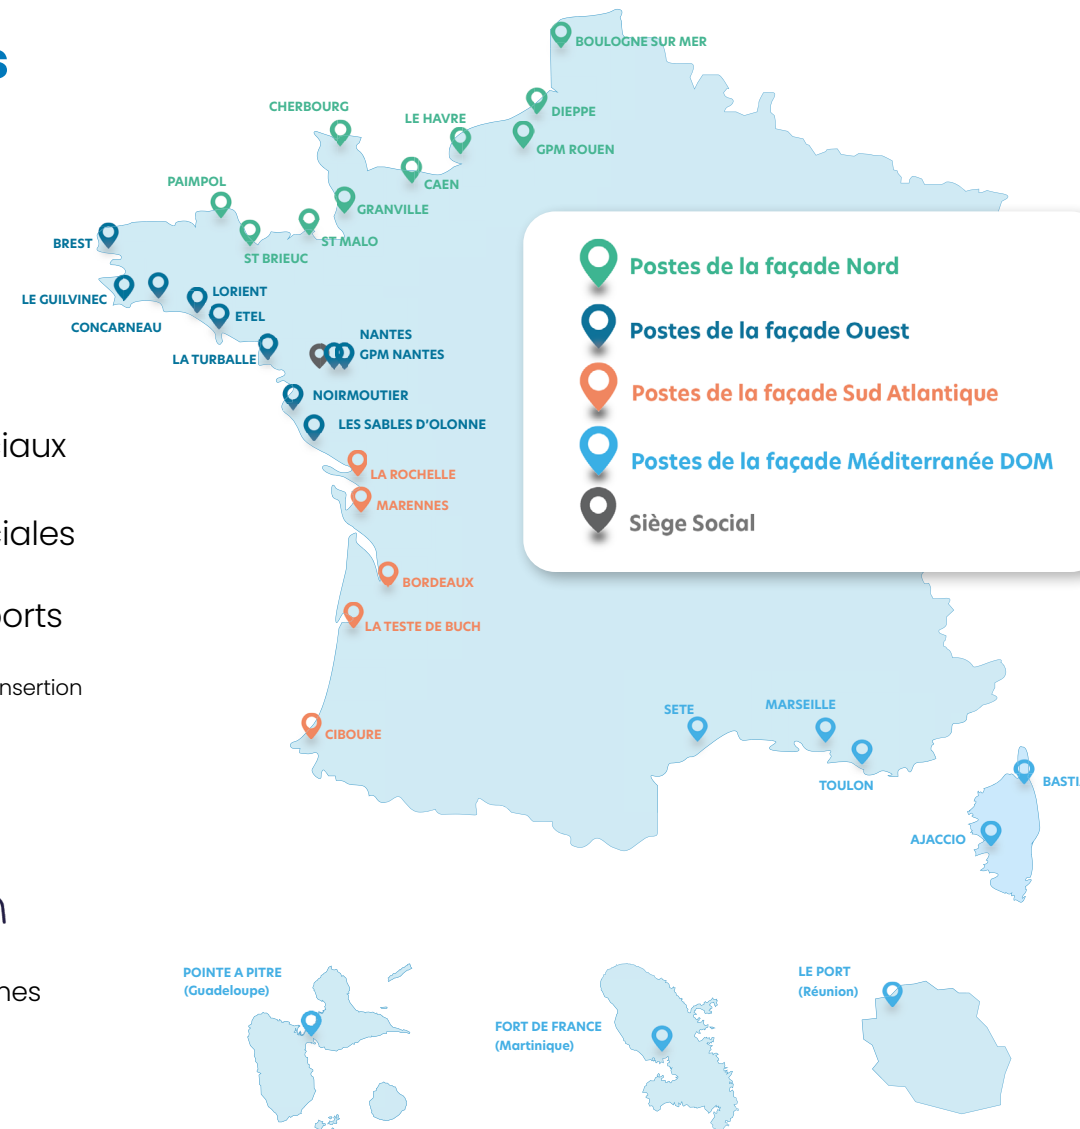 BOULOGNE SUR MER
CHERBOURG
LE HAVRE
DIEPPE
GPM ROUEN
PAIMPOL
CAEN
GRANVILLE
ST MALO
BREST
ST BRIEUC
LE GUILVINEC
LORIENT
ETEL
CONCARNEAU
NANTES
LA TURBALLE
GPM NANTES
NOIRMOUTIER
LES SABLES D'OLONNE
LA ROCHELLE
MARENNES
BORDEAUX
LA TESTE DE BUCH
CIBOURE
Postes de la façade Nord
Postes de la façade Ouest
Postes de la façade Sud Atlantique
Postes de la façade Méditerranée DOM
Siège Social
iaux
iales
orts
nsertion
nes
SETE
MARSEILLE
TOULON
BASTI
AJACCIO
POINTE A PITRE
(Guadeloupe)
FORT DE FRANCE
(Martinique)
LE PORT
(Réunion)